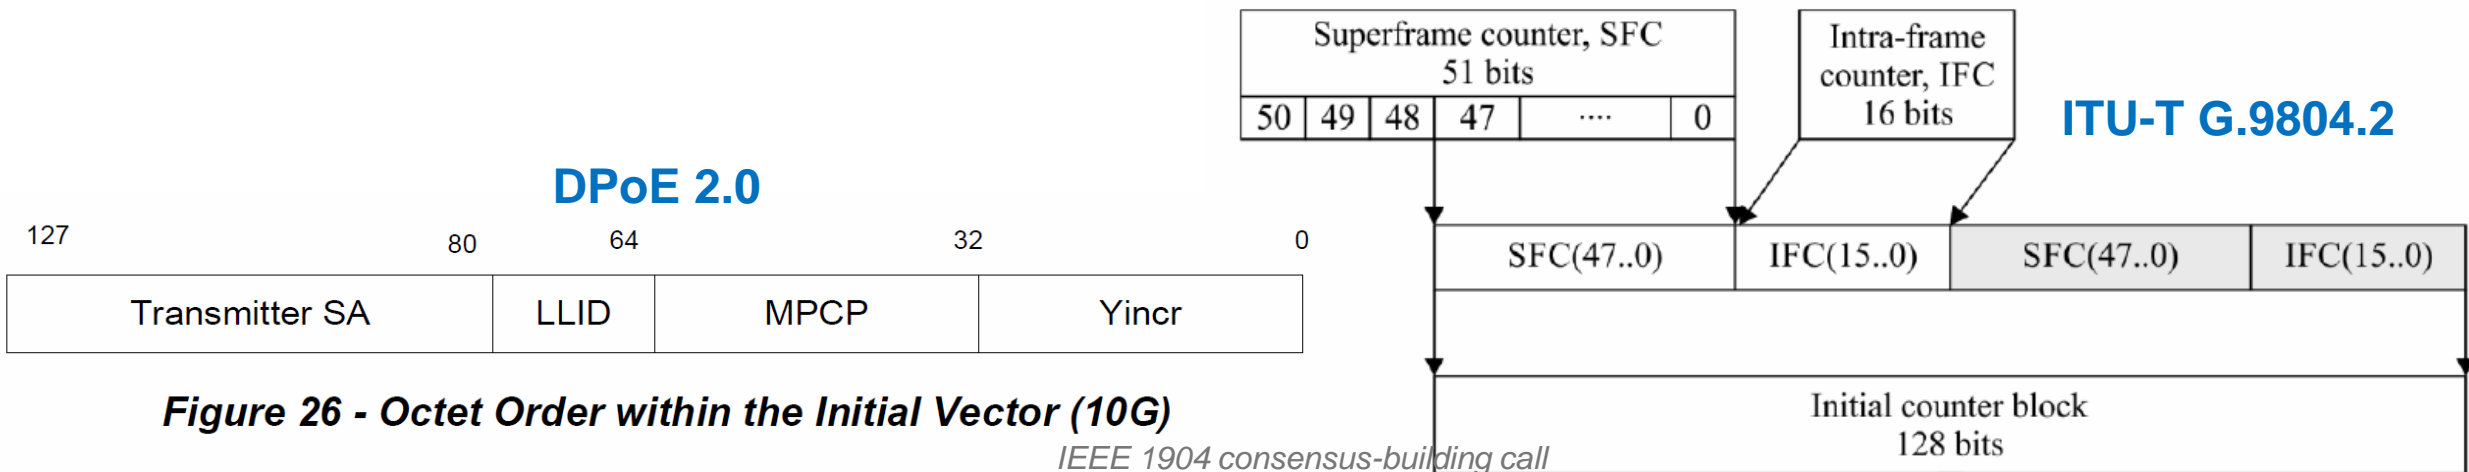 DPoE 2.0
127 80 64 32 0
Transmitter SA LLID MPCP Yincr
Figure 26 - Octet Order within the Initial Vector (10G)
Superframe counter, SFC
51 bits
50 49 48 47 .... 0
Intra-frame
counter, IFC
16 bits
ITU-T G.9804.2
SFC(47..0) IFC(15..0) SFC(47..0) IFC(15..0)
Initial counter block
128 bits
IEEE 1904 consensus-building call